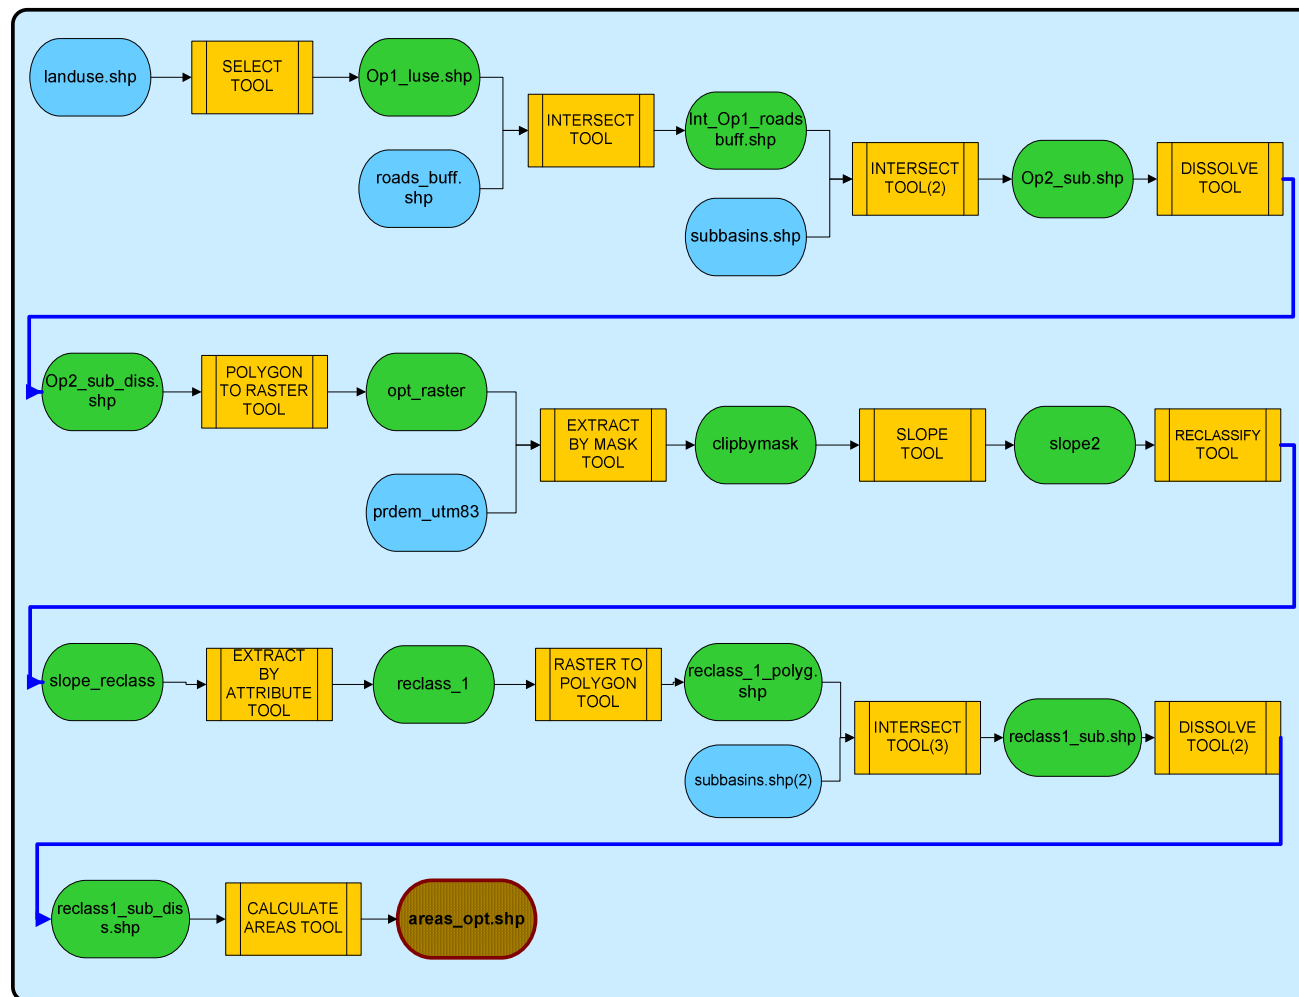 landuse.shp
SELECT
TOOL
Op1_luse.shp
roads_buff.
shp
INTERSECT
TOOL
Int_Op1_roads
buff.shp
subbasins.shp
INTERSECT
TOOL(2)
Op2_sub.shp
DISSOLVE
TOOL
Op2_sub_diss.
shp
POLYGON
TO RASTER
TOOL
opt_raster
prdem_utm83
EXTRACT
BY MASK
TOOL
clipbymask
SLOPE
TOOL
slope2
RECLASSIFY
TOOL
slope_reclass
EXTRACT
BY
ATTRIBUTE
TOOL
reclass_1
RASTER TO
POLYGON
TOOL
reclass_1_polyg.
shp
subbasins.shp(2)
INTERSECT
TOOL(3)
reclass1_sub.shp
DISSOLVE
TOOL(2)
reclass1_sub_dis
s.shp
CALCULATE
AREAS TOOL
areas_opt.shp